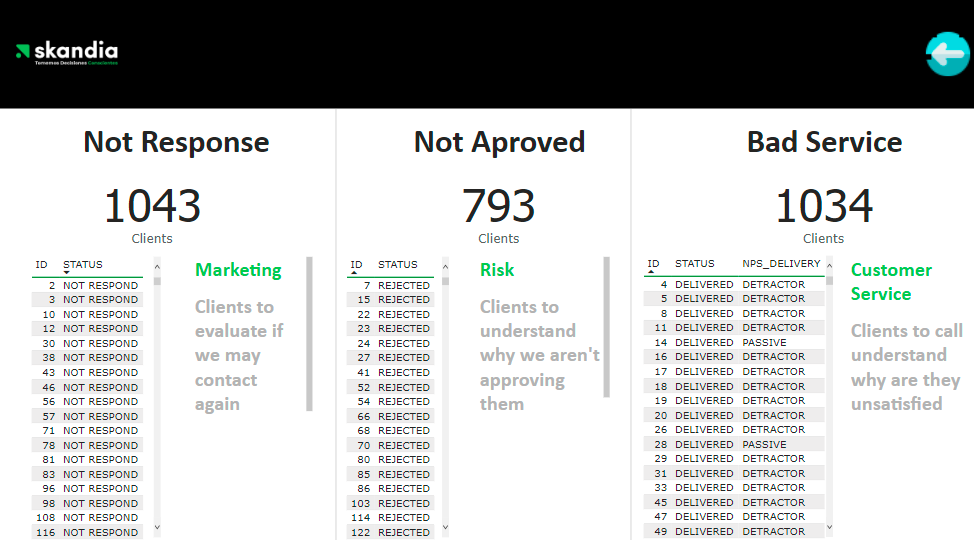 skandia
Tomemos Decisiones Conscientes
Not Response
1043
Clients
ID STATUS
2 NOT RESPOND
3 NOT RESPOND
10 NOT RESPOND
12 NOT RESPOND
30 NOT RESPOND
38 NOT RESPOND
43 NOT RESPOND
46 NOT RESPOND
56 NOT RESPOND
57 NOT RESPOND
71 NOT RESPOND
78 NOT RESPOND
81 NOT RESPOND
83 NOT RESPOND
96 NOT RESPOND
98 NOT RESPOND
108 NOT RESPOND
116 NOT RESPOND
Marketing
Clients to
evaluate if
we may
contact
again
Not Aproved
793
Clients
ID STATUS
7 REJECTED
15 REJECTED
22 REJECTED
23 REJECTED
24 REJECTED
27 REJECTED
41 REJECTED
52 REJECTED
54 REJECTED
66 REJECTED
68 REJECTED
70 REJECTED
80 REJECTED
85 REJECTED
86 REJECTED
103 REJECTED
114 REJECTED
122 REJECTED
Risk
Clients to
understand
why we aren't
approving
them
Bad Service
1034
Clients
ID STATUS NPS_DELIVERY
4 DELIVERED DETRACTOR
5 DELIVERED DETRACTOR
8 DELIVERED DETRACTOR
11 DELIVERED DETRACTOR
14 DELIVERED PASSIVE
16 DELIVERED DETRACTOR
17 DELIVERED DETRACTOR
18 DELIVERED DETRACTOR
19 DELIVERED DETRACTOR
20 DELIVERED DETRACTOR
26 DELIVERED DETRACTOR
28 DELIVERED PASSIVE
29 DELIVERED DETRACTOR
31 DELIVERED DETRACTOR
33 DELIVERED DETRACTOR
45 DELIVERED DETRACTOR
47 DELIVERED DETRACTOR
49 DELIVERED DETRACTOR
Customer
Service
Clients to call
understand
why are they
unsatisfied